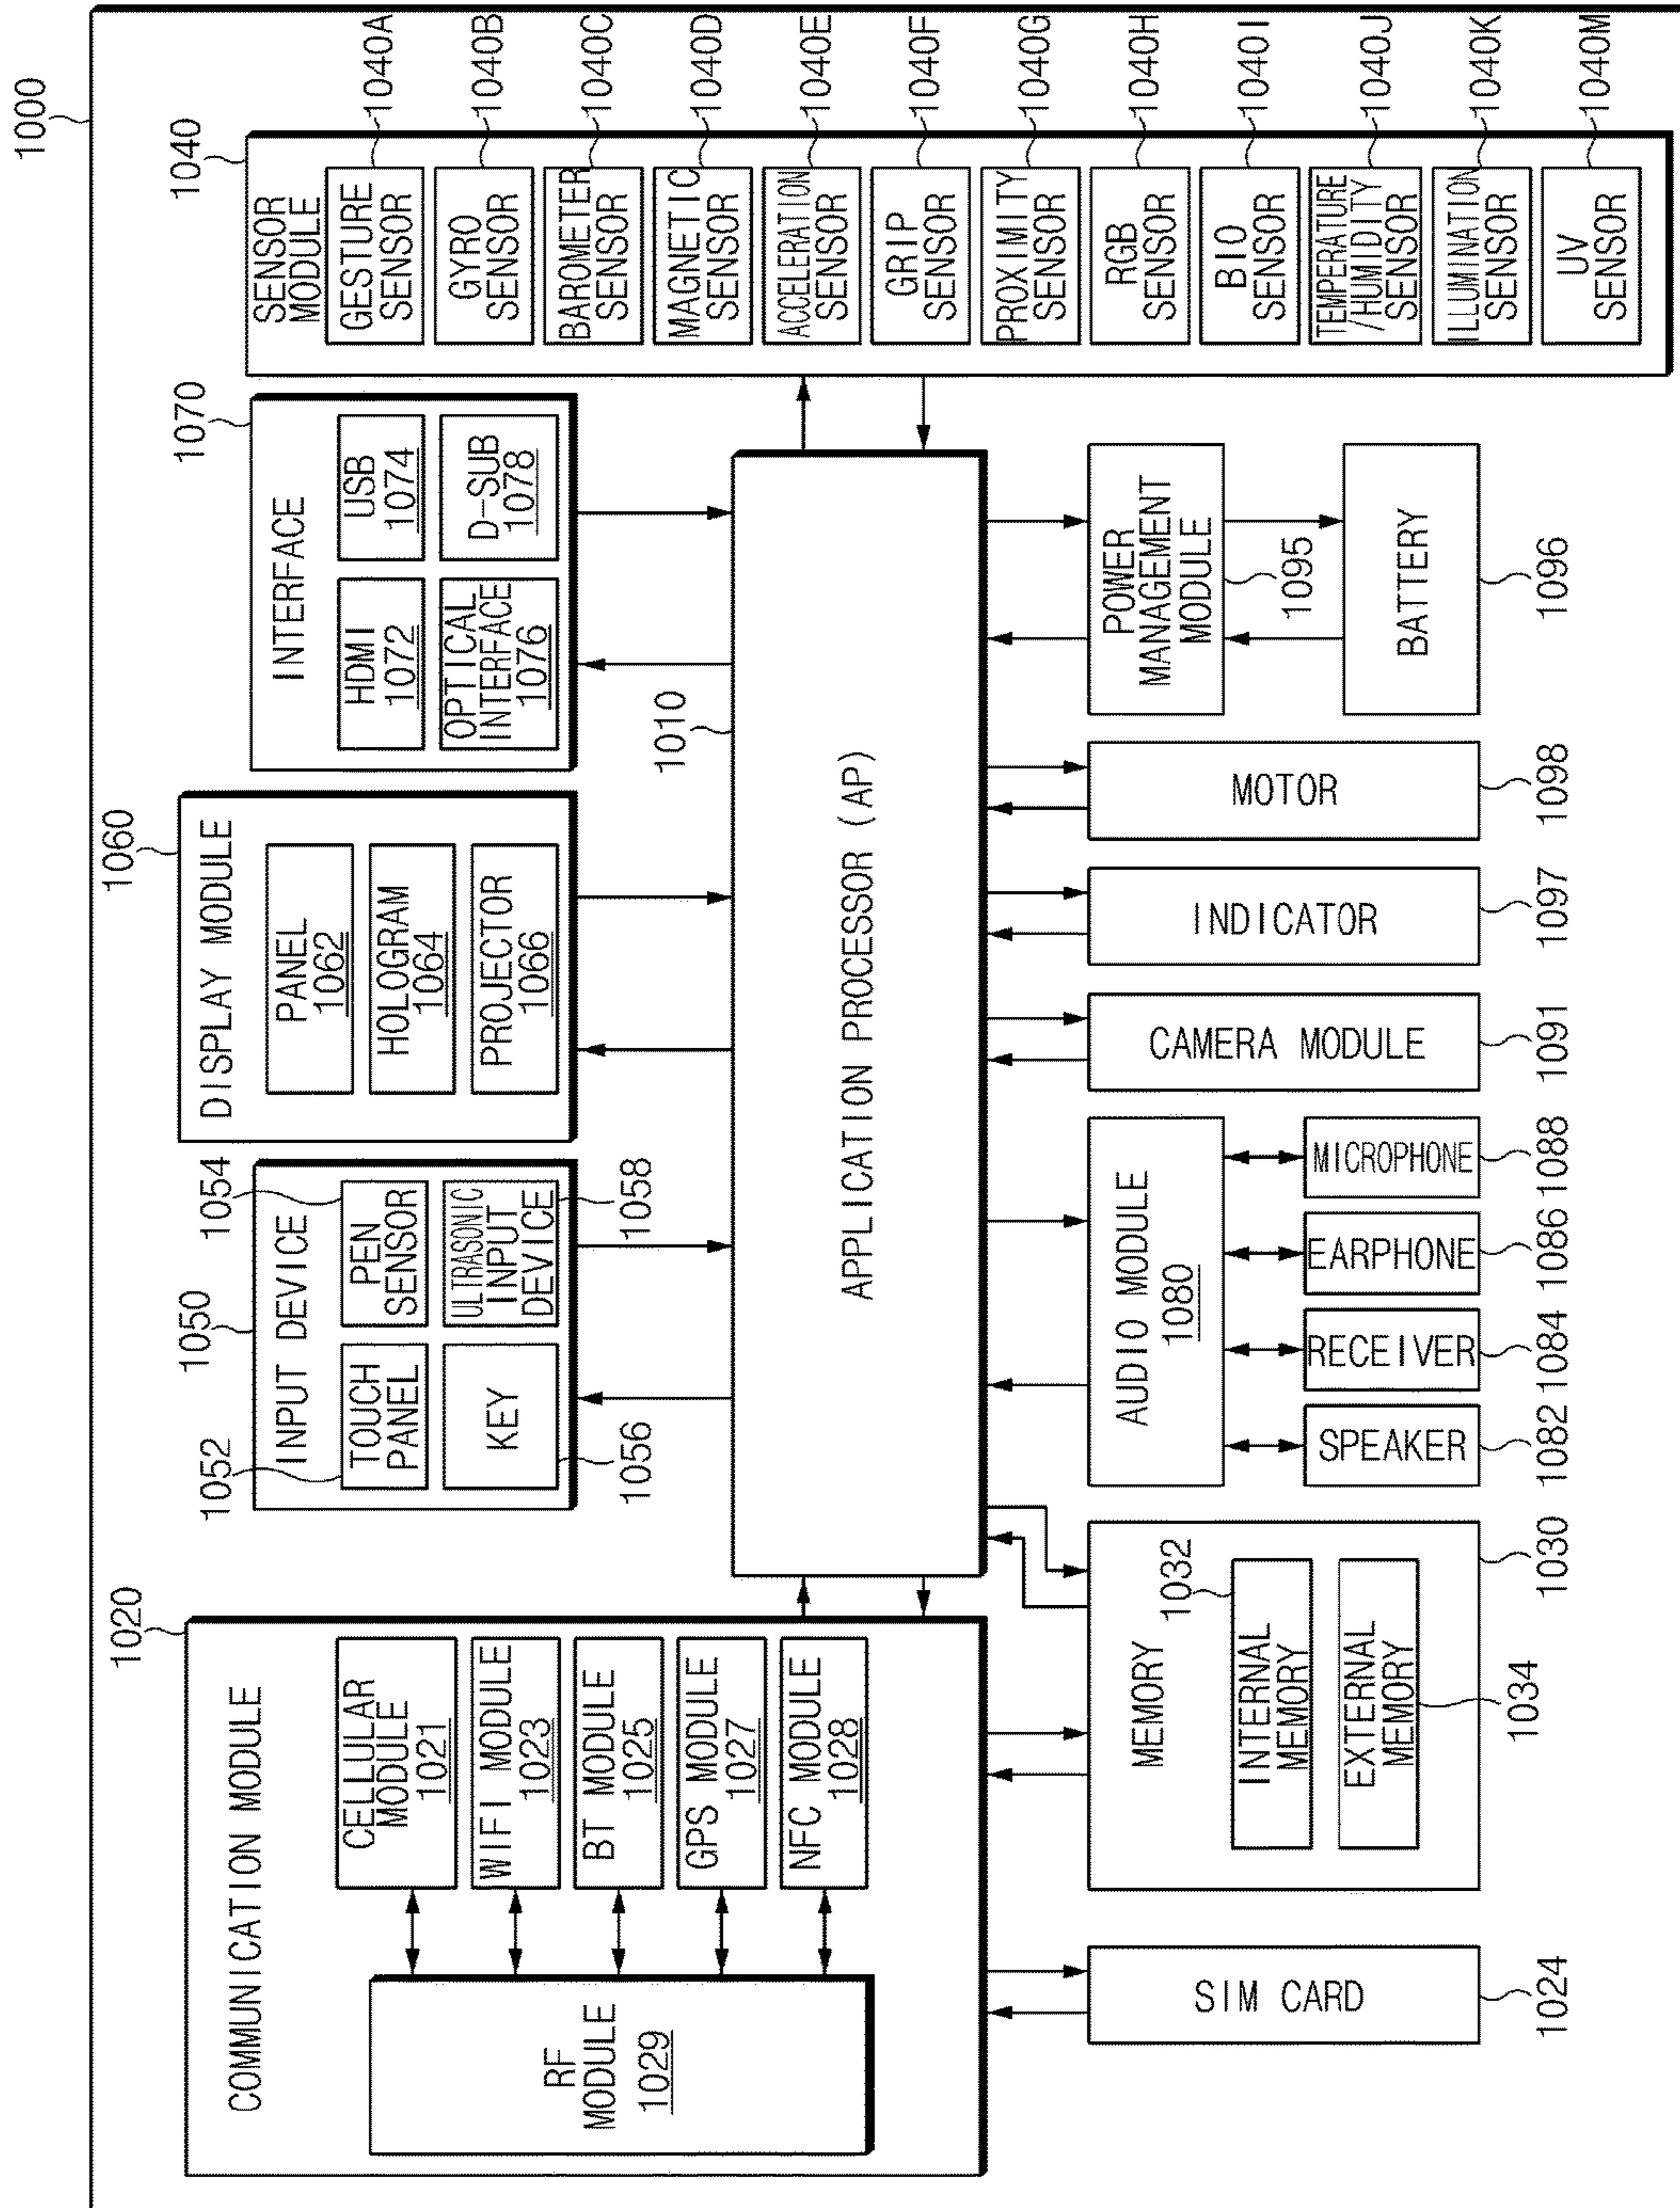 1000
1020
COMMUNICATION MODULE
RF
MODULE
1029
CELLULAR
MODULE
1021
WIFI MODULE
1023
BT MODULE
1025
GPS MODULE
1027
NFC MODULE
1028
1050
INPUT DEVICE
1052
TOUCH
PANEL
1054
PEN
SENSOR
KEY
1056
ULTRASONIC
INPUT
DEVICE
1058
1060
DISPLAY MODULE
PANEL
1062
HOLOGRAM
1064
PROJECTOR
1066
1070
INTERFACE
HDMI
1072
USB
1074
OPTICAL
INTERFACE
1076
D-SUB
1078
1040
SENSOR
MODULE
GESTURE
SENSOR
1040A
GYRO
SENSOR
1040B
BAROMETER
SENSOR
1040C
MAGNETIC
SENSOR
1040D
ACCELERATION
SENSOR
1040E
GRIP
SENSOR
1040F
PROXIMITY
SENSOR
1040G
RGB
SENSOR
1040H
BIO
SENSOR
1040I
TEMPERATURE
/HUMIDITY
SENSOR
1040J
ILLUMINATION
SENSOR
1040K
UV
SENSOR
1040M
1010
APPLICATION PROCESSOR (AP)
SIM CARD
1024
MEMORY
1032
INTERNAL
MEMORY
EXTERNAL
MEMORY
1034
1030
AUDIO MODULE
1080
SPEAKER
1082
RECEIVER
1084
EARPHONE
1086
MICROPHONE
1088
CAMERA MODULE
1091
INDICATOR
1097
MOTOR
1098
POWER
MANAGEMENT
MODULE
1095
BATTERY
1096